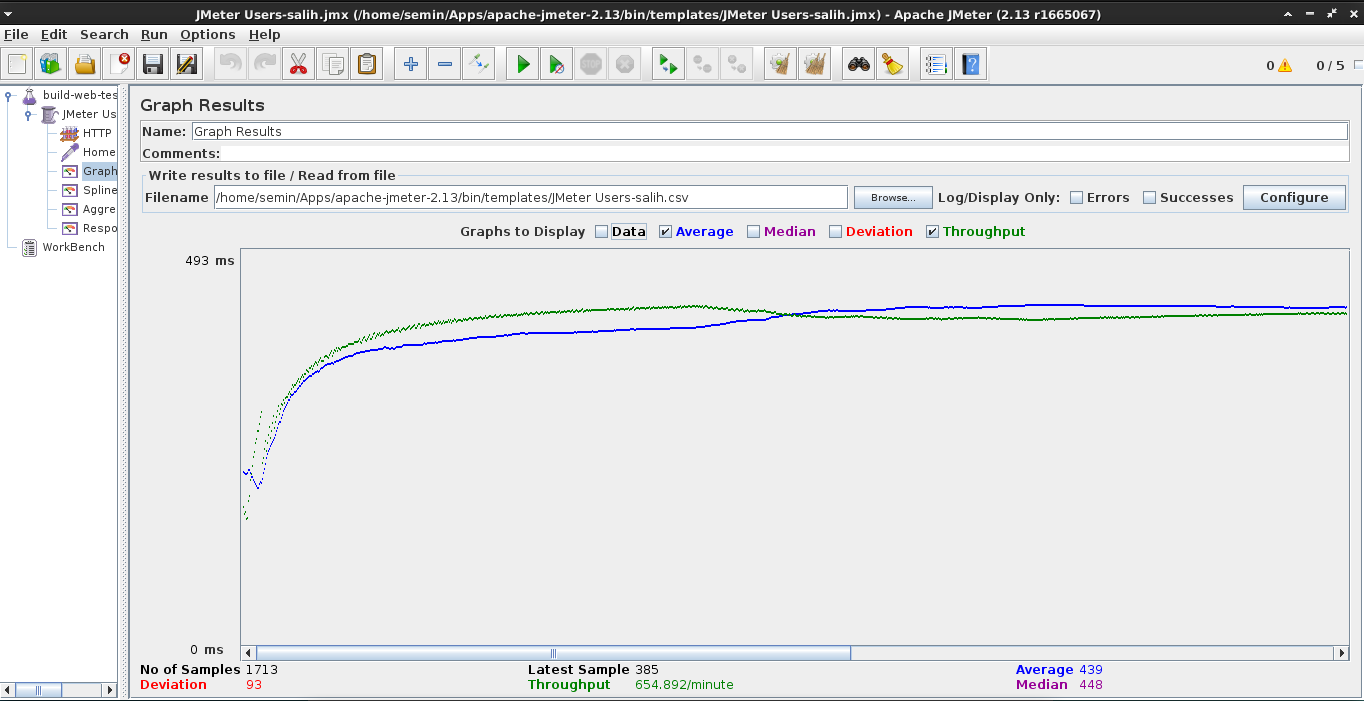 JMeter Users-salih.jmx (/home/semin/Apps/apache-jmeter-2.13/bin/templates/JMeter Users-salih.jmx) - Apache JMeter (2.13 r1665067)
File Edit Search Run Options Help
STOP
0 0 / 5
build-web-tes
JMeter Us
HTTP
Home
Graph
Spline
Aggre
Respo
WorkBench
Graph Results
Name: Graph Results
Comments:
Write results to file / Read from file
Filename /home/semin/Apps/apache-jmeter-2.13/bin/templates/JMeter Users-salih.csv Browse... Log/Display Only: Errors Successes Configure
Graphs to Display Data Average Median Deviation Throughput
493 ms
0 ms
No of Samples 1713 Latest Sample 385 Average 439
Deviation 93 Throughput 654.892/minute Median 448